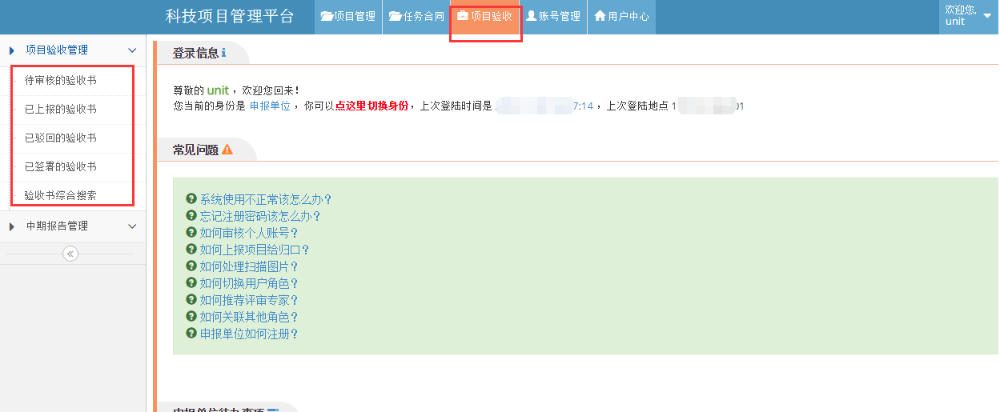 科技项目管理平台
项目管理
任务合同
项目验收
账号管理
用户中心
欢迎您,
unit
项目验收管理
待审核的验收书
已上报的验收书
已驳回的验收书
已签署的验收书
验收书综合搜索
中期报告管理
登录信息
尊敬的 unit ，欢迎您回来！
您当前的身份是 申报单位 ，你可以点这里切换身份，上次登陆时间是 7:14 ，上次登陆地点 1 01
常见问题
系统使用不正常该怎么办？
忘记注册密码该怎么办？
如何审核个人账号？
如何上报项目给归口？
如何处理扫描图片？
如何切换用户角色？
如何推荐评审专家？
如何关联其他角色？
申报单位如何注册？
申报单位待办事项